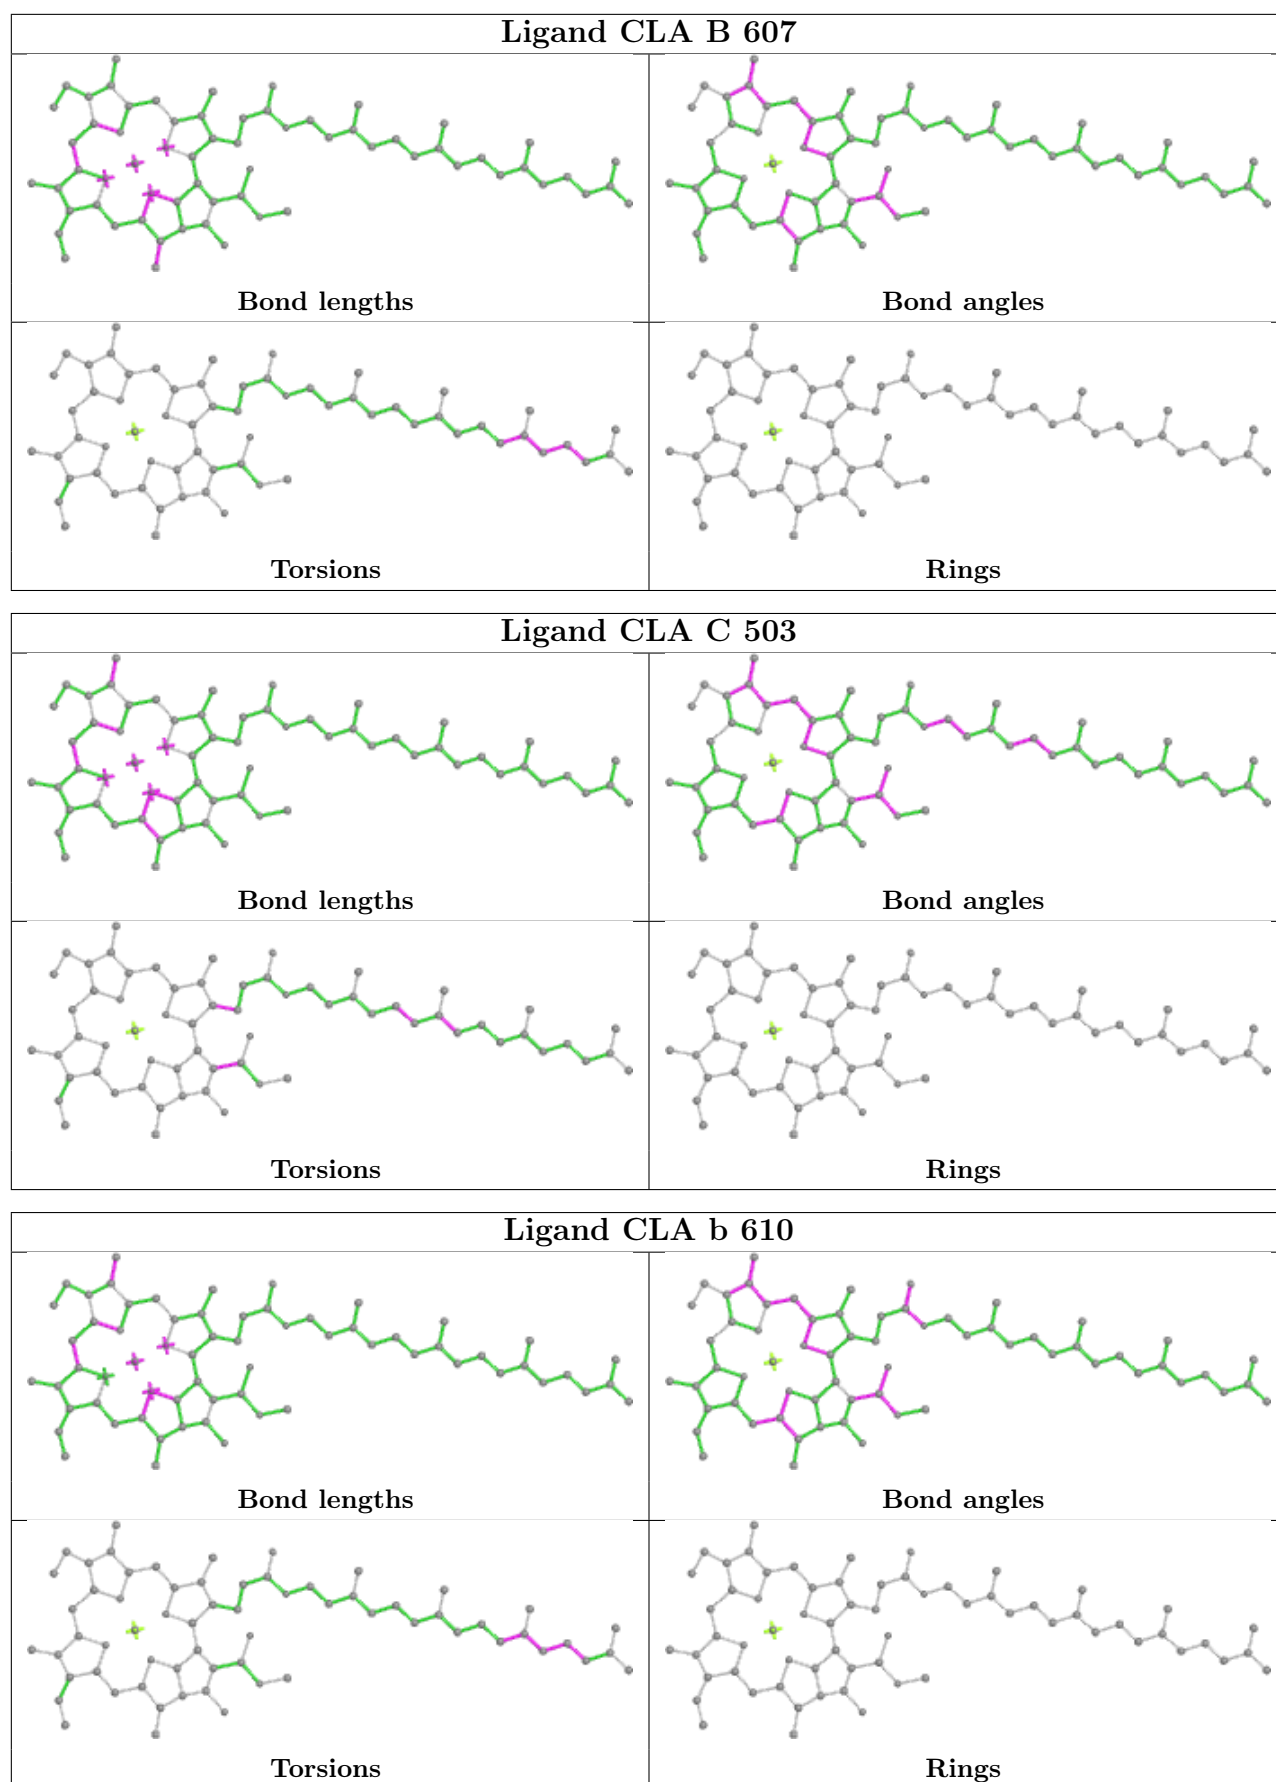 Ligand CLA B 607
Bond lengths
Bond angles
Torsions
Rings
Ligand CLA C 503
Bond lengths
Bond angles
Torsions
Rings
Ligand CLA b 610
Bond lengths
Bond angles
Torsions
Rings